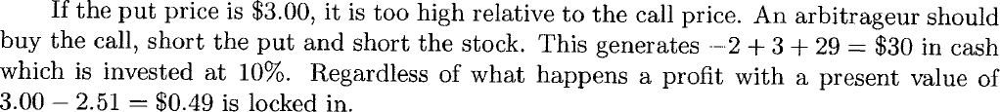 If the put price is $3.00, it is too high relative to the call price. An arbitrageur should
buy the call, short the put and short the stock. This generates −2 + 3 + 29 = $30 in cash
which is invested at 10%. Regardless of what happens a profit with a present value of
3.00 − 2.51 = $0.49 is locked in.